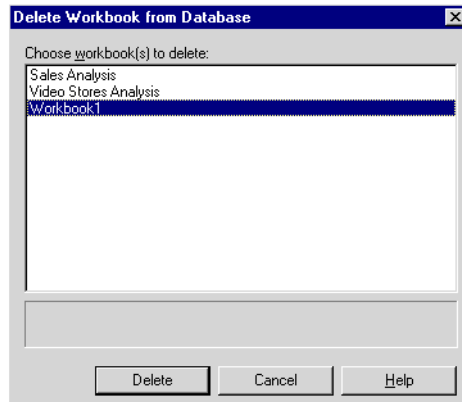 Delete Workbook from Database
Choose workbook(s) to delete:
Sales Analysis
Video Stores Analysis
Workbook1
Delete Cancel Help